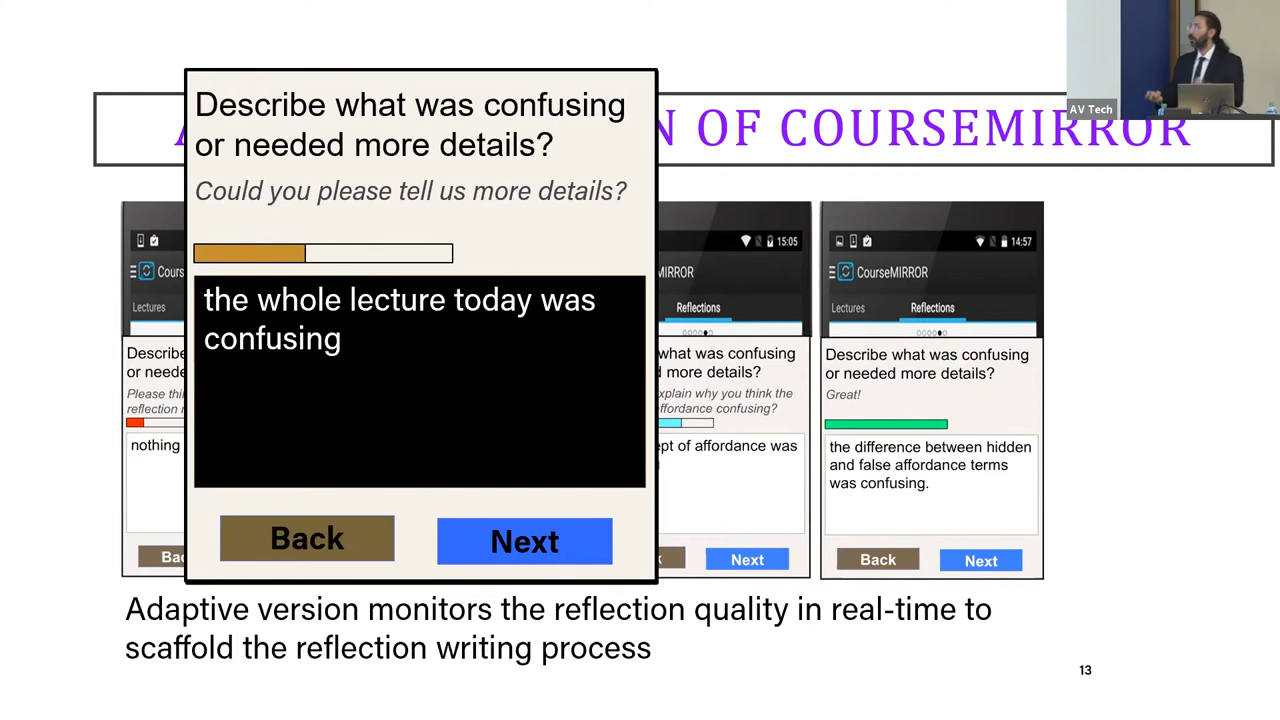 N OF COURSEMIRROR
AV Tech
Describe what was confusing
or needed more details?
Could you please tell us more details?
the whole lecture today was
confusing
Back
Next
Cours
Lectures
Describe
or neede
Please thi
reflection
nothing
Bac
15:05
MIRROR
Reflections
what was confusing
more details?
xplain why you think the
ffordance confusing?
ept of affordance was
k
Next
14:57
CourseMIRROR
Lectures
Reflections
Describe what was confusing
or needed more details?
Great!
the difference between hidden
and false affordance terms
was confusing.
Back
Next
Adaptive version monitors the reflection quality in real-time to
scaffold the reflection writing process
13